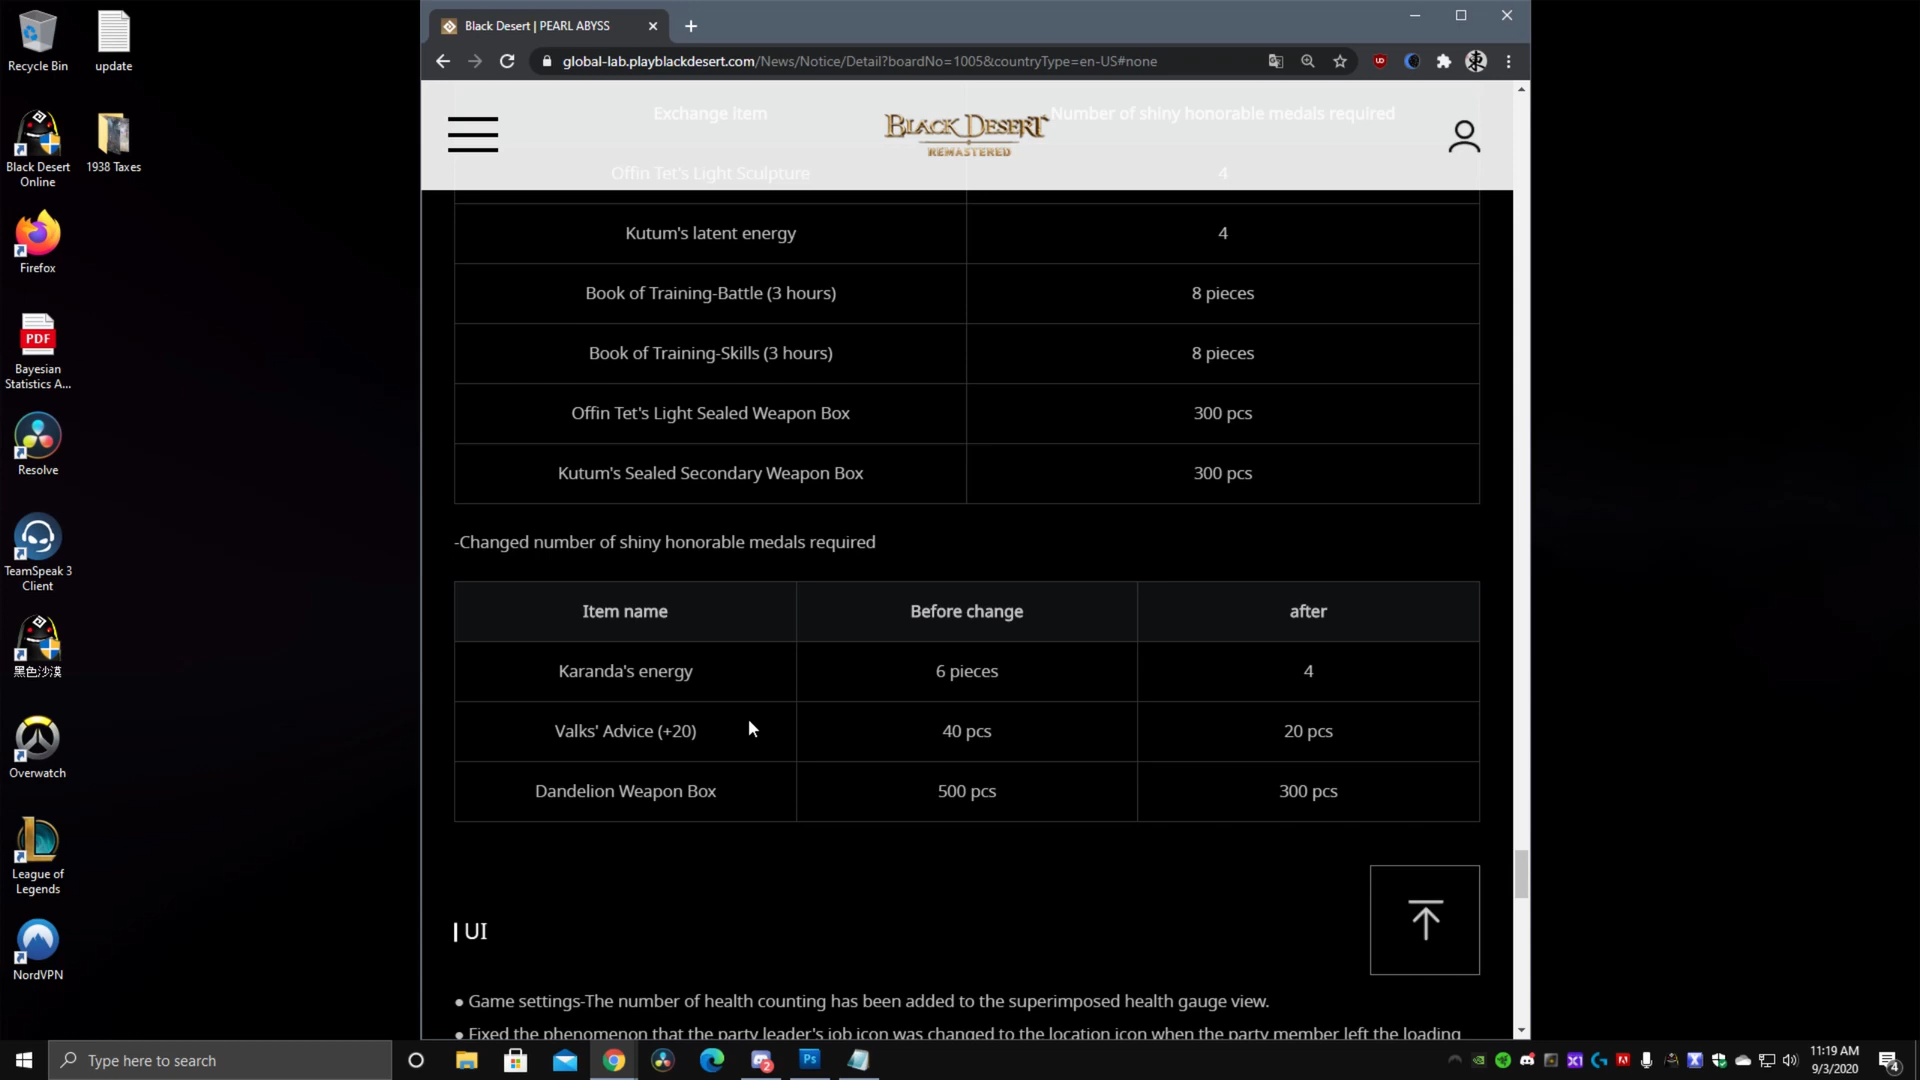 Recycle Bin
update
Black Desert
Online
1938 Taxes
Firefox
PDF
Bayesian
Statistics A...
Resolve
TeamSpeak 3
Client
黑色沙漠
Overwatch
League of
Legends
NordVPN
Black Desert | PEARL ABYSS
global-lab.playblackdesert.com/News/Notice/Detail?boardNo=1005&countryType=en-US#none
Exchange item
Number of shiny honorable medals required
BLACK DESERT
REMASTERED
Offin Tet's Light Sculpture
4
Kutum's latent energy
4
Book of Training-Battle (3 hours)
8 pieces
Book of Training-Skills (3 hours)
8 pieces
Offin Tet's Light Sealed Weapon Box
300 pcs
Kutum's Sealed Secondary Weapon Box
300 pcs
-Changed number of shiny honorable medals required
Item name
Before change
after
Karanda's energy
6 pieces
4
Valks' Advice (+20)
40 pcs
20 pcs
Dandelion Weapon Box
500 pcs
300 pcs
| UI
● Game settings-The number of health counting has been added to the superimposed health gauge view.
● Fixed the phenomenon that the party leader's job icon was changed to the location icon when the party member left the loading
Type here to search
2
Ps
11:19 AM
9/3/2020
4